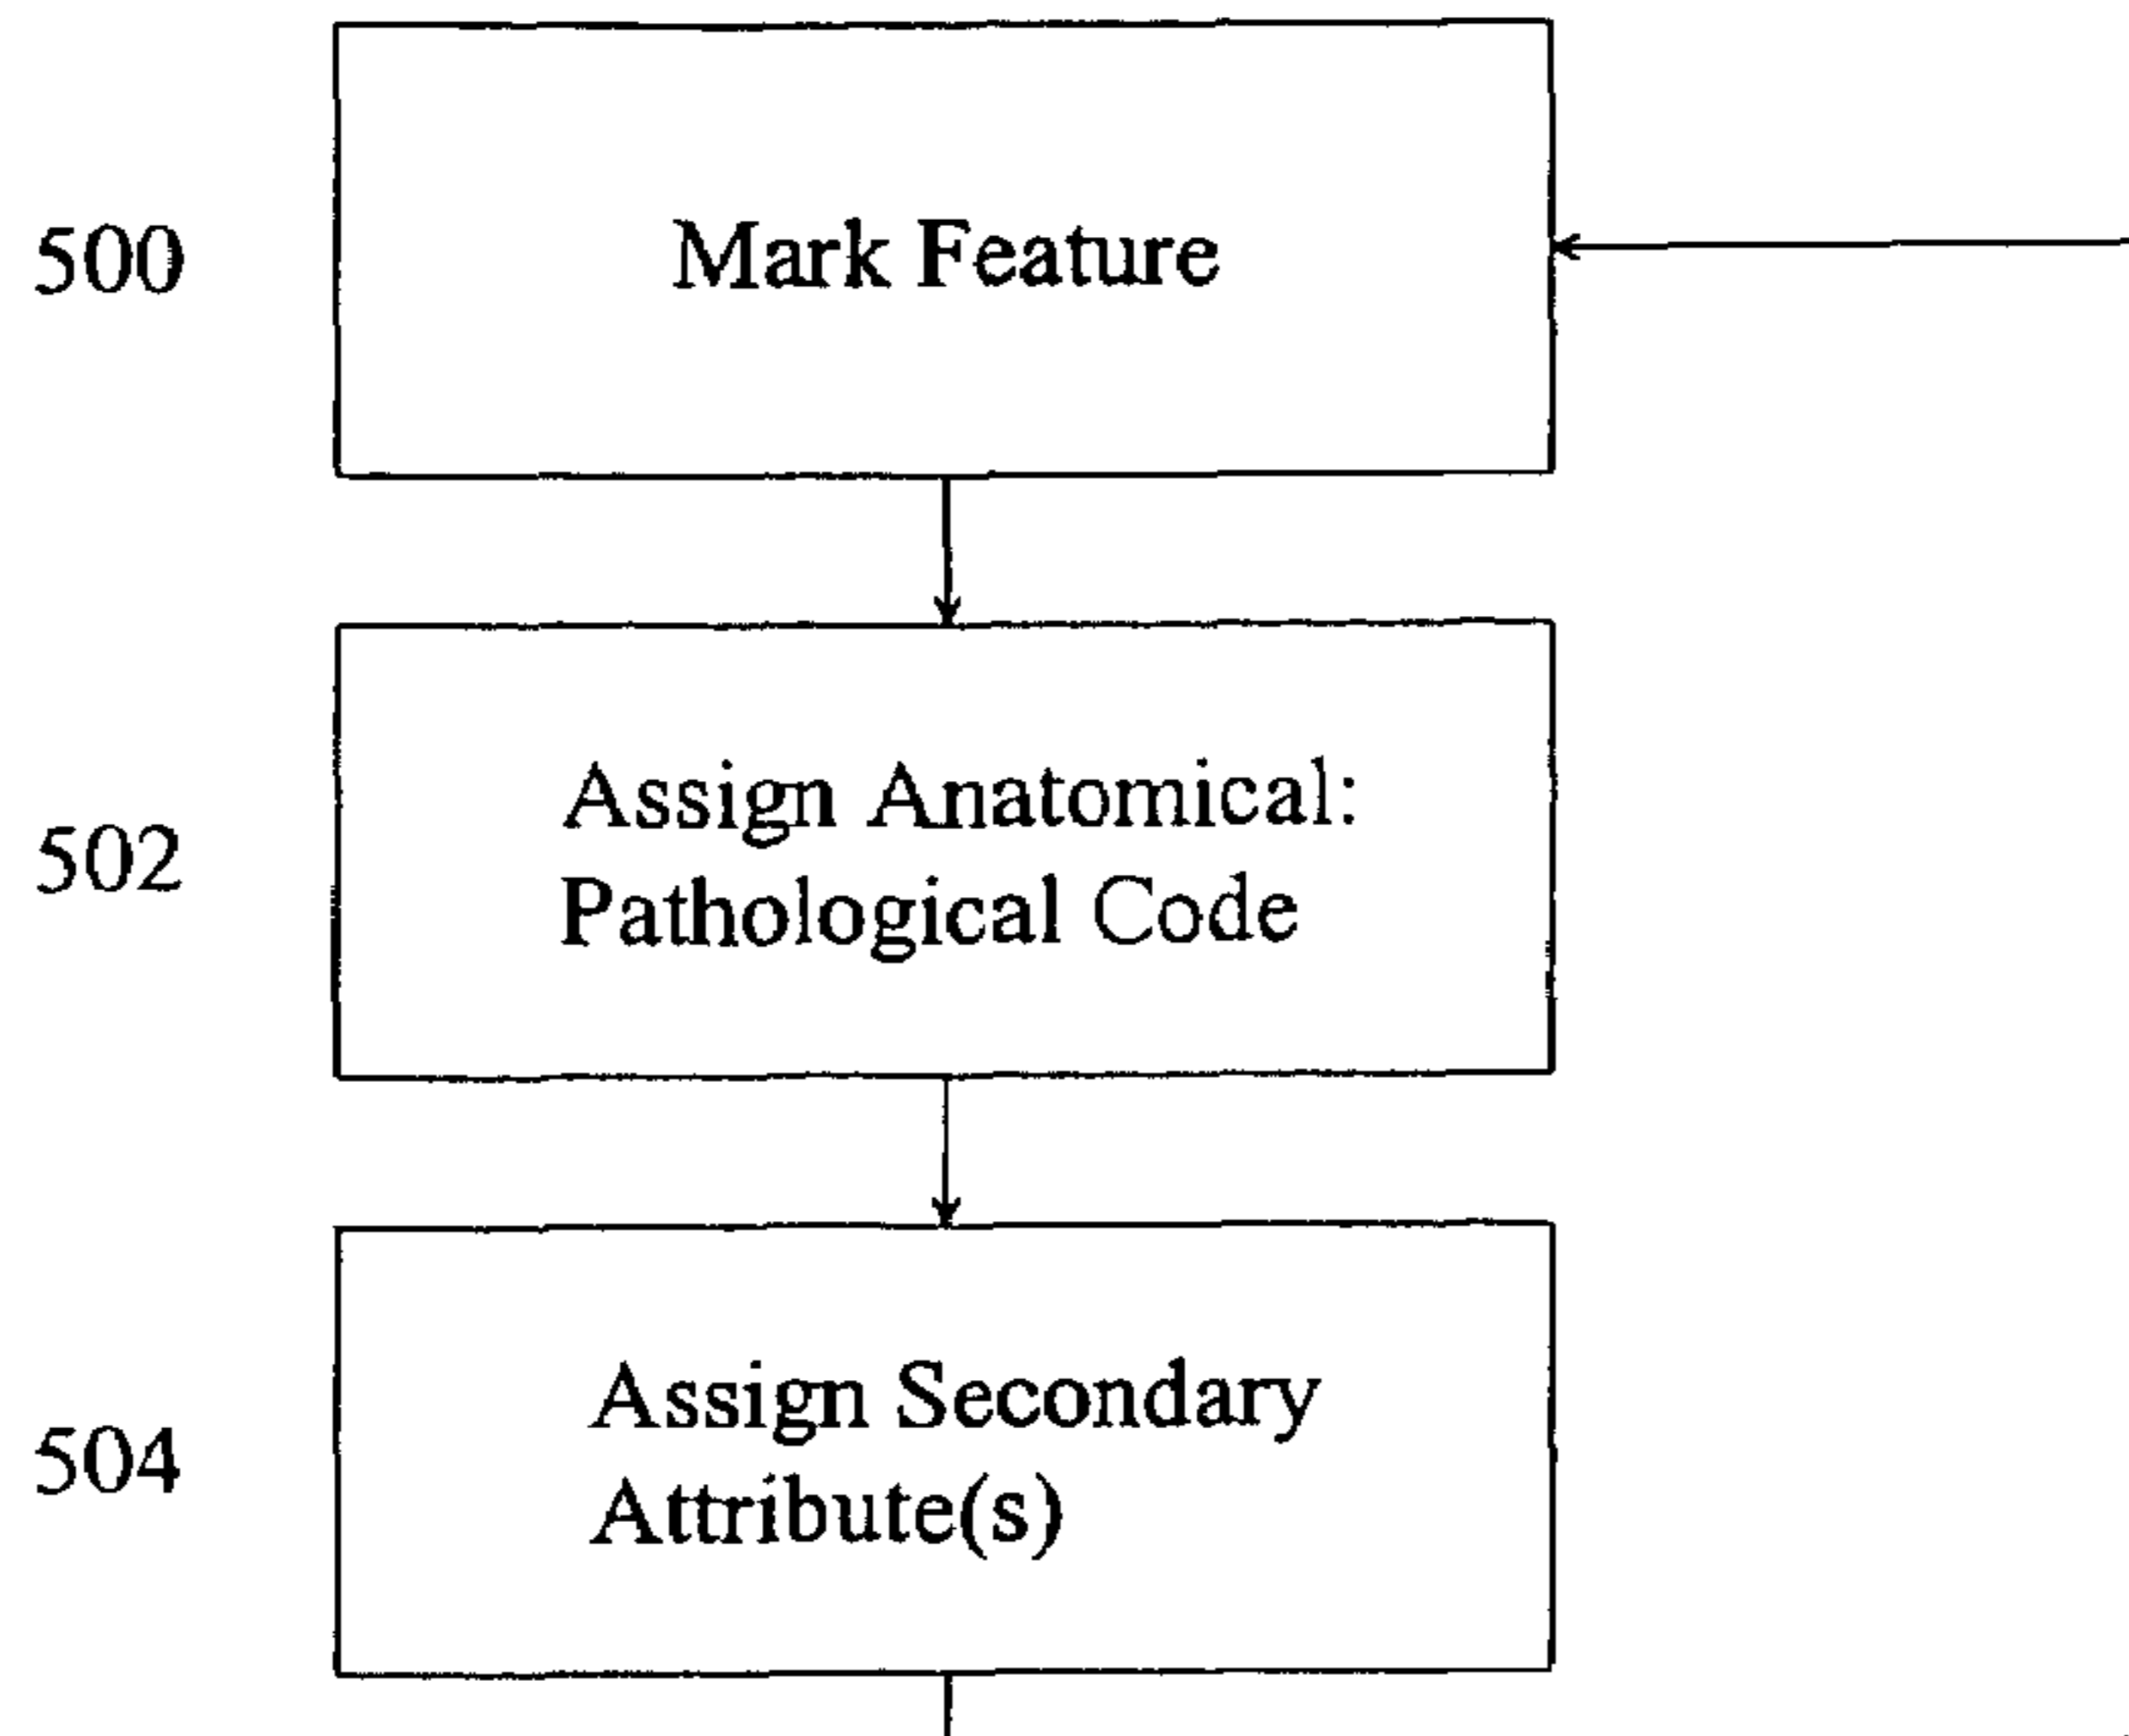 500
Mark Feature
502
Assign Anatomical:
Pathological Code
504
Assign Secondary
Attribute(s)